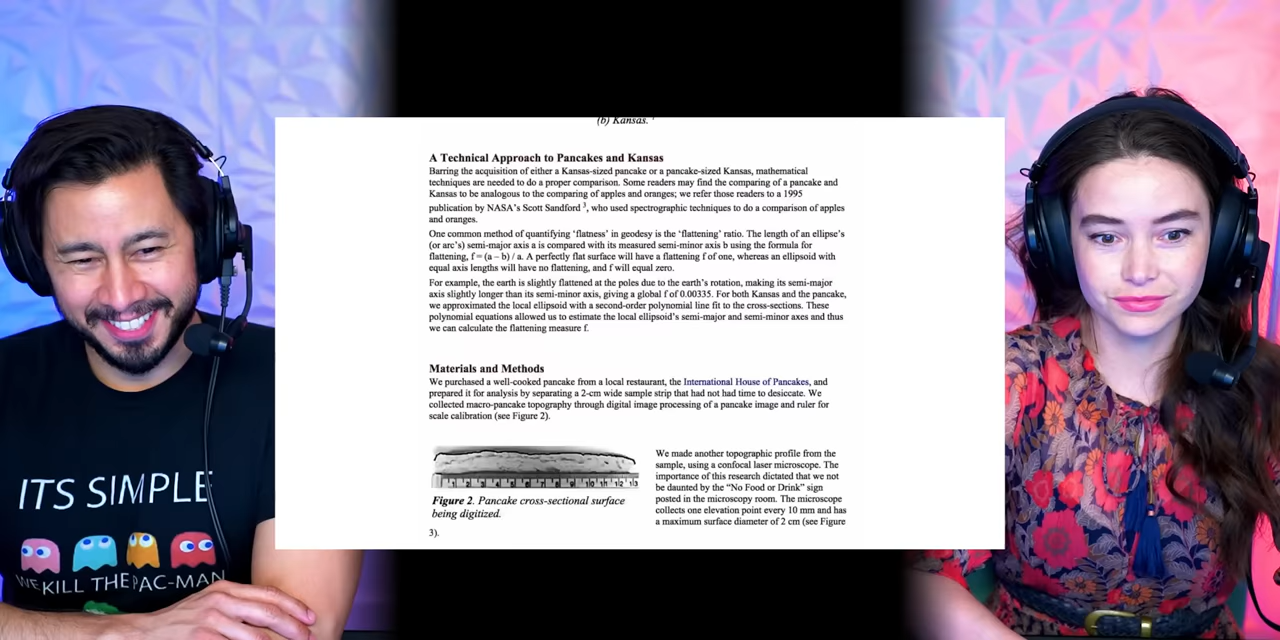 (b) Kansas. 1
A Technical Approach to Pancakes and Kansas
Barring the acquisition of either a Kansas-sized pancake or a pancake-sized Kansas, mathematical
techniques are needed to do a proper comparison. Some readers may find the comparing of a pancake and
Kansas to be analogous to the comparing of apples and oranges; we refer those readers to a 1995
publication by NASA's Scott Sandford 3, who used spectrographic techniques to do a comparison of apples
and oranges.
One common method of quantifying 'flatness' in geodesy is the 'flattening' ratio. The length of an ellipse's
(or arc's) semi-major axis a is compared with its measured semi-minor axis b using the formula for
flattening, f = (a – b) / a. A perfectly flat surface will have a flattening f of one, whereas an ellipsoid with
equal axis lengths will have no flattening, and f will equal zero.
For example, the earth is slightly flattened at the poles due to the earth's rotation, making its semi-major
axis slightly longer than its semi-minor axis, giving a global f of 0.00335. For both Kansas and the pancake,
we approximated the local ellipsoid with a second-order polynomial line fit to the cross-sections. These
polynomial equations allowed us to estimate the local ellipsoid's semi-major and semi-minor axes and thus
we can calculate the flattening measure f.
Materials and Methods
We purchased a well-cooked pancake from a local restaurant, the International House of Pancakes, and
prepared it for analysis by separating a 2-cm wide sample strip that had not had time to desiccate. We
collected macro-pancake topography through digital image processing of a pancake image and ruler for
scale calibration (see Figure 2).
Figure 2. Pancake cross-sectional surface
being digitized.
We made another topographic profile from the
sample, using a confocal laser microscope. The
importance of this research dictated that we not
be daunted by the "No Food or Drink" sign
posted in the microscopy room. The microscope
collects one elevation point every 10 mm and has
a maximum surface diameter of 2 cm (see Figure
3).
ITS SIMPLE
WE KILL THE PAC-MAN